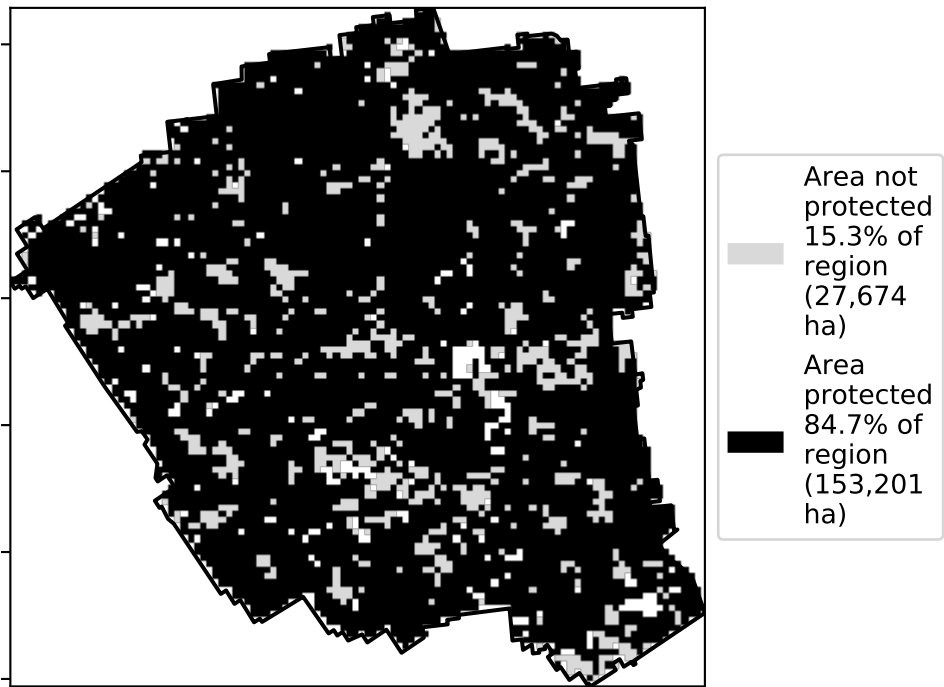 Area not
protected
15.3% of
region
(27,674
ha)
Area
protected
84.7% of
region
(153,201
ha)